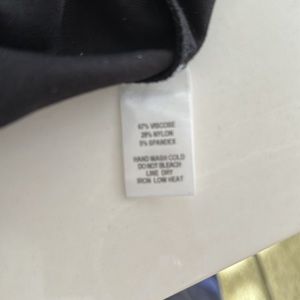 67% VISCOSE
28% NYLON
5% SPANDEX
HAND WASH COLD
DO NOT BLEACH
LINE DRY
IRON LOW HEAT